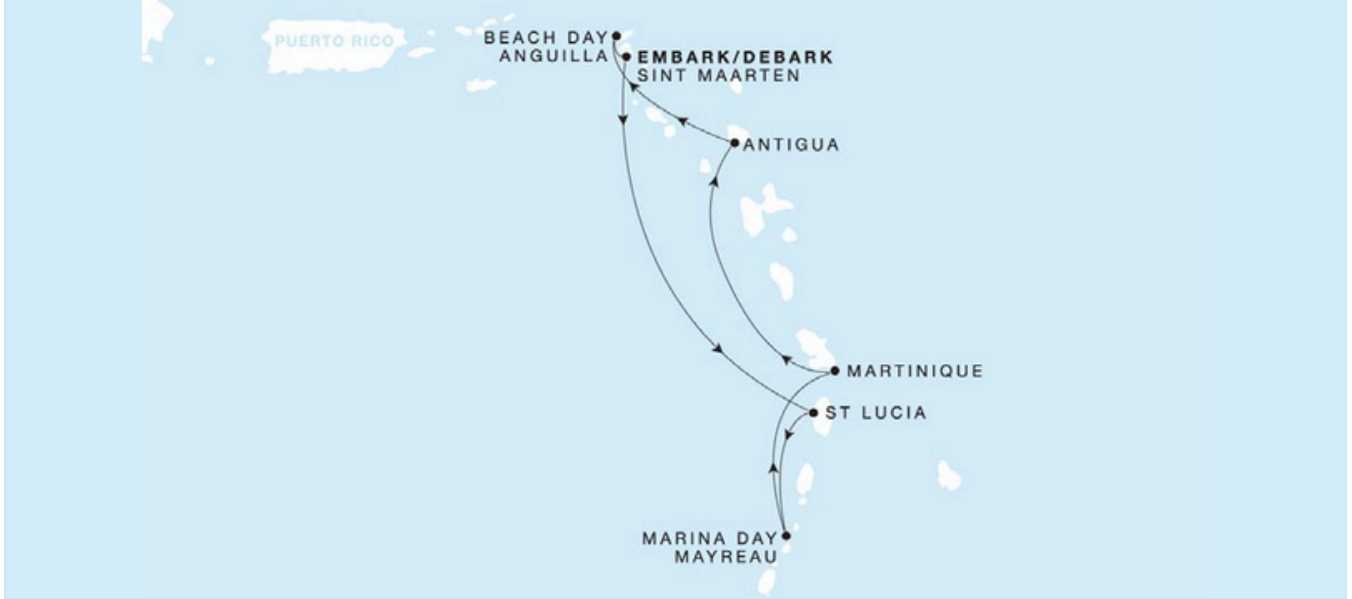 PUERTO RICO
BEACH DAY
ANGUILLA
EMBARK/DEBARK
SINT MAARTEN
ANTIGUA
MARTINIQUE
ST LUCIA
MARINA DAY
MAYREAU